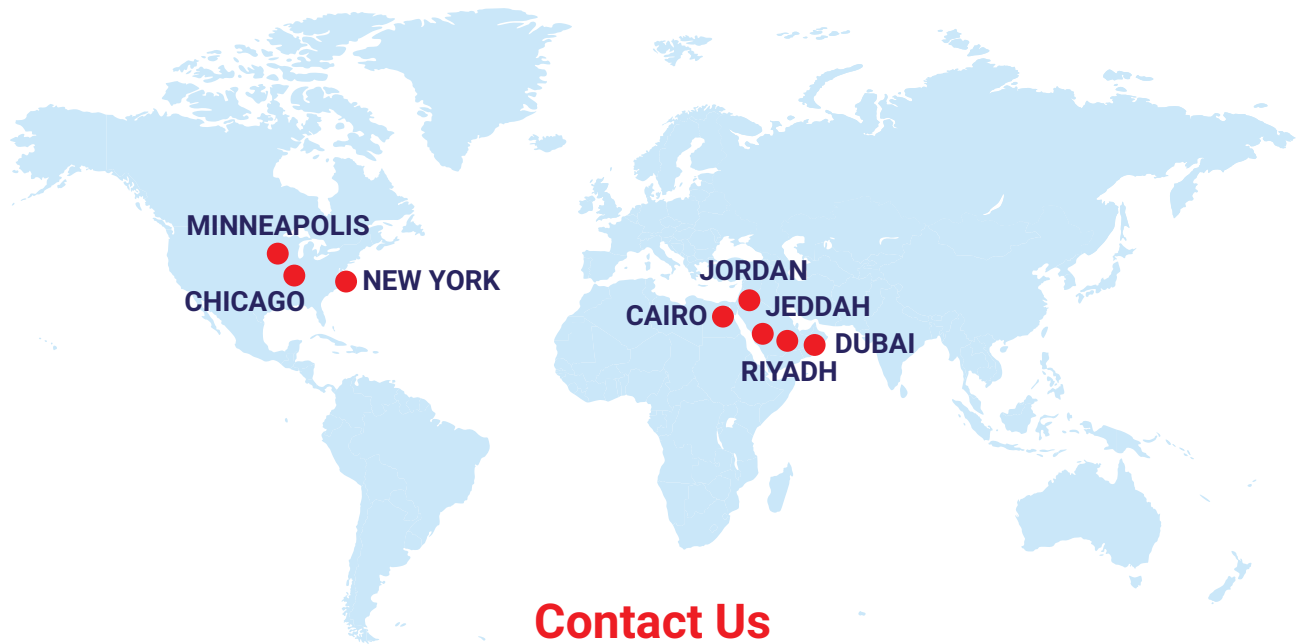 MINNEAPOLIS
CHICAGO
NEW YORK
JORDAN
JEDDAH
CAIRO
DUBAI
RIYADH
Contact Us